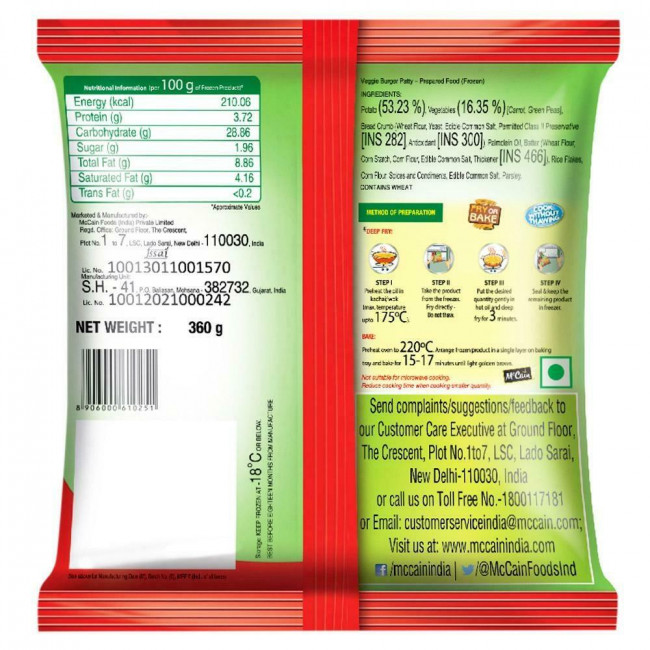 Nutritional Information (per 100 g of Frozen Product)*
Energy (kcal) 210.06
Protein (g) 3.72
Carbohydrate (g) 28.86
Sugar (g) 1.96
Total Fat (g) 8.86
Saturated Fat (g) 4.16
Trans Fat (g) <0.2
*Approximate Values
Marketed & Manufactured by:
McCain Foods (India) Private Limited
Regd. Office: Ground Floor, The Crescent,
Plot No. 1 to 7, LSC, Lado Sarai, New Delhi -110030, India
fssai
Lic. No. 10013011001570
Manufacturing Unit:
S.H. - 41, P.O. Baliasan, Mehsana - 382732, Gujarat, India
Lic. No. 10012021000242
NET WEIGHT : 360 g
8906000610251
Storage: KEEP FROZEN AT -18°C OR BELOW.
BEST BEFORE EIGHTEEN MONTHS FROM MANUFACTURE
Veggie Burger Patty – Prepared Food (Frozen)
INGREDIENTS:
Potato (53.23 %), Vegetables (16.35 %) [Carrot, Green Peas],
Bread Crumb (Wheat Flour, Yeast, Edible Common Salt, Permitted Class II Preservative
[INS 282], Antioxidant [INS 300]), Palmolein Oil, Batter (Wheat Flour,
Corn Starch, Corn Flour, Edible Common Salt, Thickener [INS 466]), Rice Flakes,
Corn Flour, Spices and Condiments, Edible Common Salt, Parsley.
CONTAINS WHEAT
METHOD OF PREPARATION
FRY OR BAKE
COOK WITHOUT THAWING
*DEEP FRY:
STEP I
Preheat the oil in
kadhai/wok
(max. temperature
upto 175°C).
STEP II
Take the product
from the freezer.
Fry directly -
Do not thaw.
STEP III
Put the desired
quantity gently in
hot oil and deep
fry for 3 minutes.
STEP IV
Seal & keep the
remaining product
in freezer.
BAKE:
Preheat oven to 220°C. Arrange frozen product in a single layer on baking
tray and bake for 15-17 minutes until light golden brown.
Not suitable for microwave cooking.
Reduce cooking time when cooking smaller quantity.
McCain
Send complaints/suggestions/feedback to
our Customer Care Executive at Ground Floor,
The Crescent, Plot No.1to7, LSC, Lado Sarai,
New Delhi-110030, India
or call us on Toll Free No.-1800117181
or Email: customerserviceindia@mccain.com;
Visit us at: www.mccainindia.com
/mccainindia | /@McCainFoodsInd